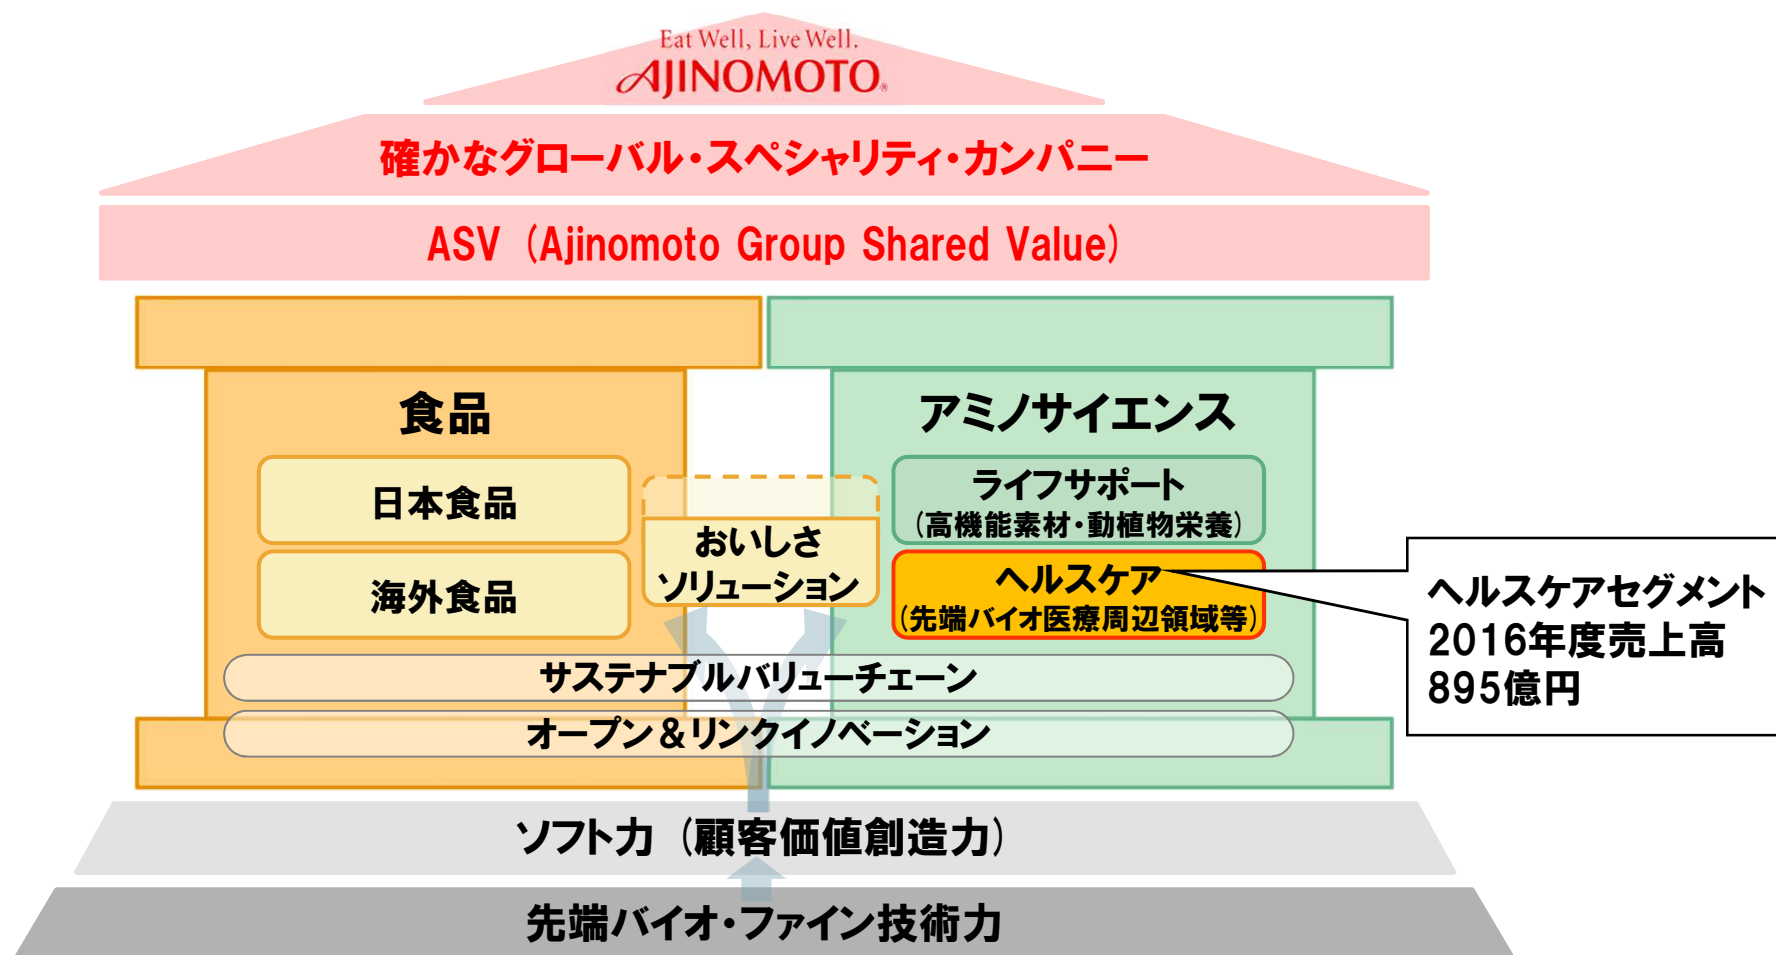 Eat Well, Live Well.
AJINOMOTO®
確かなグローバル・スペシャリティ・カンパニー
ASV (Ajinomoto Group Shared Value)
食品
日本食品
海外食品
おいしさ
ソリューション
アミノサイエンス
ライフサポート
(高機能素材・動植物栄養)
ヘルスケア
(先端バイオ医療周辺領域等)
ヘルスケアセグメント
2016年度売上高
895億円
サステナブルバリューチェーン
オープン&リンクイノベーション
ソフト力 (顧客価値創造力)
先端バイオ・ファイン技術力